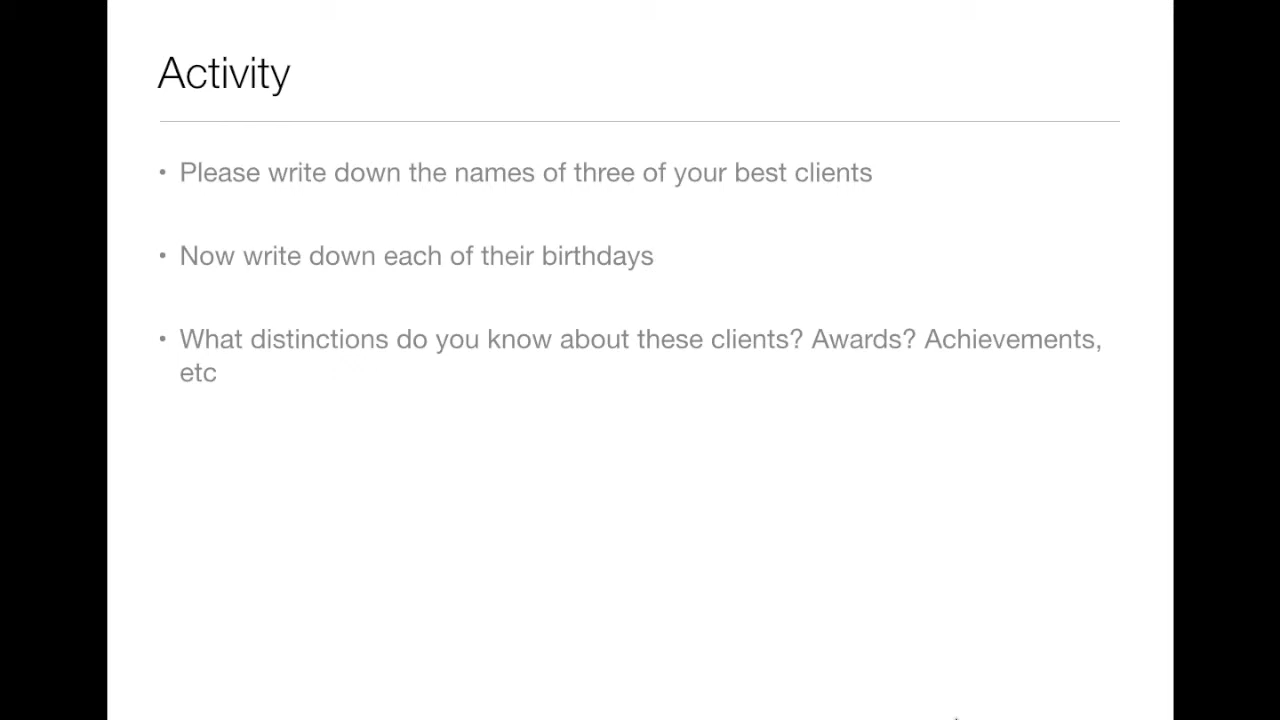 Activity
• Please write down the names of three of your best clients
• Now write down each of their birthdays
• What distinctions do you know about these clients? Awards? Achievements,
etc